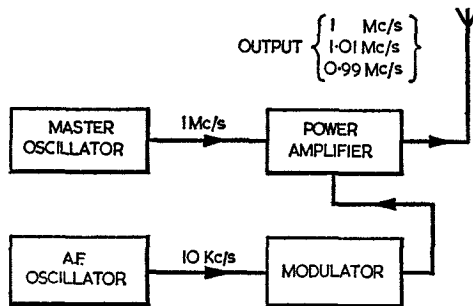 OUTPUT
1 Mc/s
1·01 Mc/s
0·99 Mc/s
MASTER
OSCILLATOR
1Mc/s
POWER
AMPLIFIER
A.F.
OSCILLATOR
10 Kc/s
MODULATOR